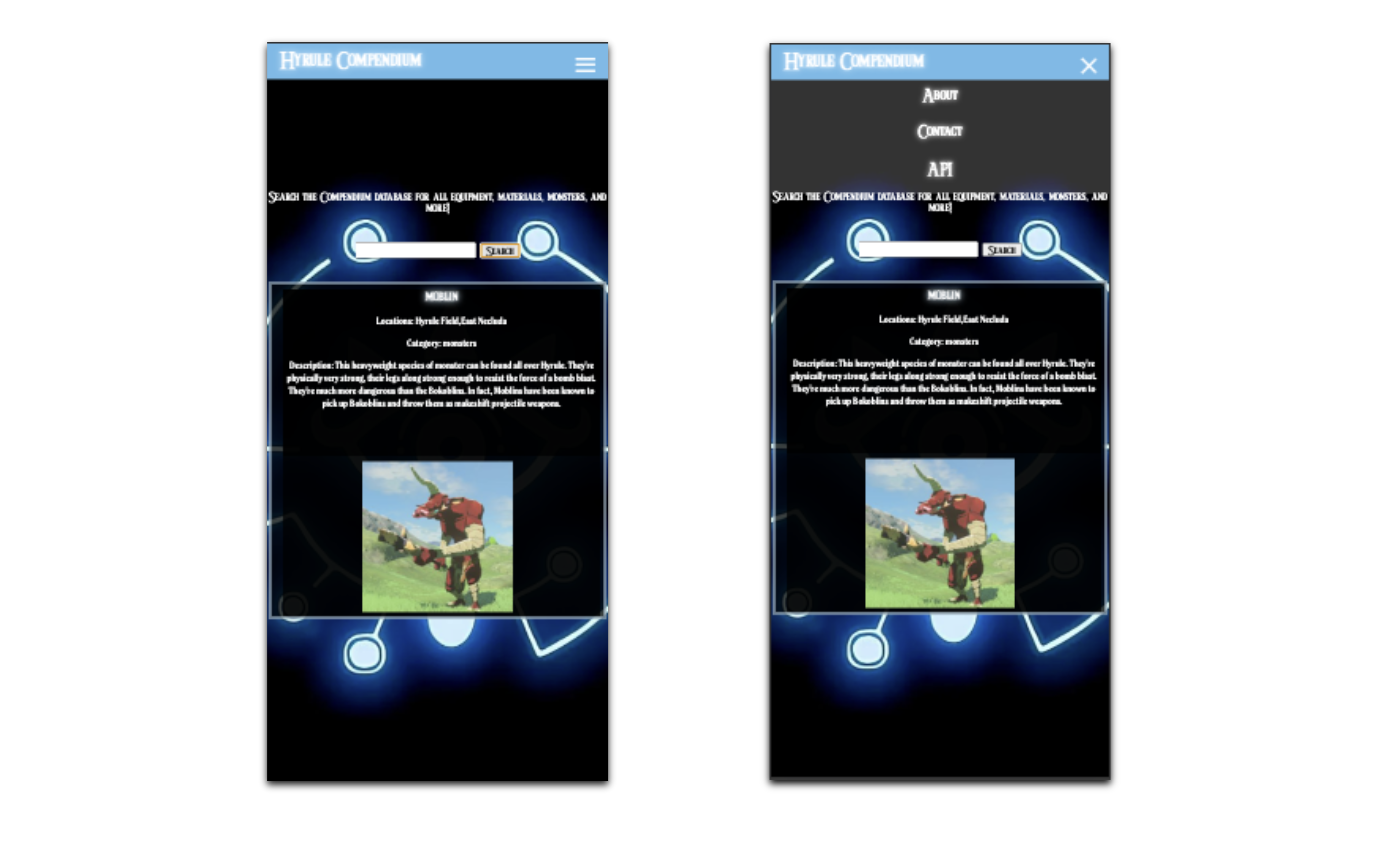 Hyrule Compendium
Search the Compendium database for all equipment, materials, monsters, and
more!
Search
moblin
Locations: Hyrule Field,East Necluda
Category: monsters
Description: This heavyweight species of monster can be found all over Hyrule. They're
physically very strong, their legs along strong enough to resist the force of a bomb blast.
They're much more dangerous than the Bokoblins. In fact, Moblins have been known to
pick up Bokoblins and throw them as makeshift projectile weapons.
Hyrule Compendium
About
Contact
API
Search the Compendium database for all equipment, materials, monsters, and
more!
Search
moblin
Locations: Hyrule Field,East Necluda
Category: monsters
Description: This heavyweight species of monster can be found all over Hyrule. They're
physically very strong, their legs along strong enough to resist the force of a bomb blast.
They're much more dangerous than the Bokoblins. In fact, Moblins have been known to
pick up Bokoblins and throw them as makeshift projectile weapons.